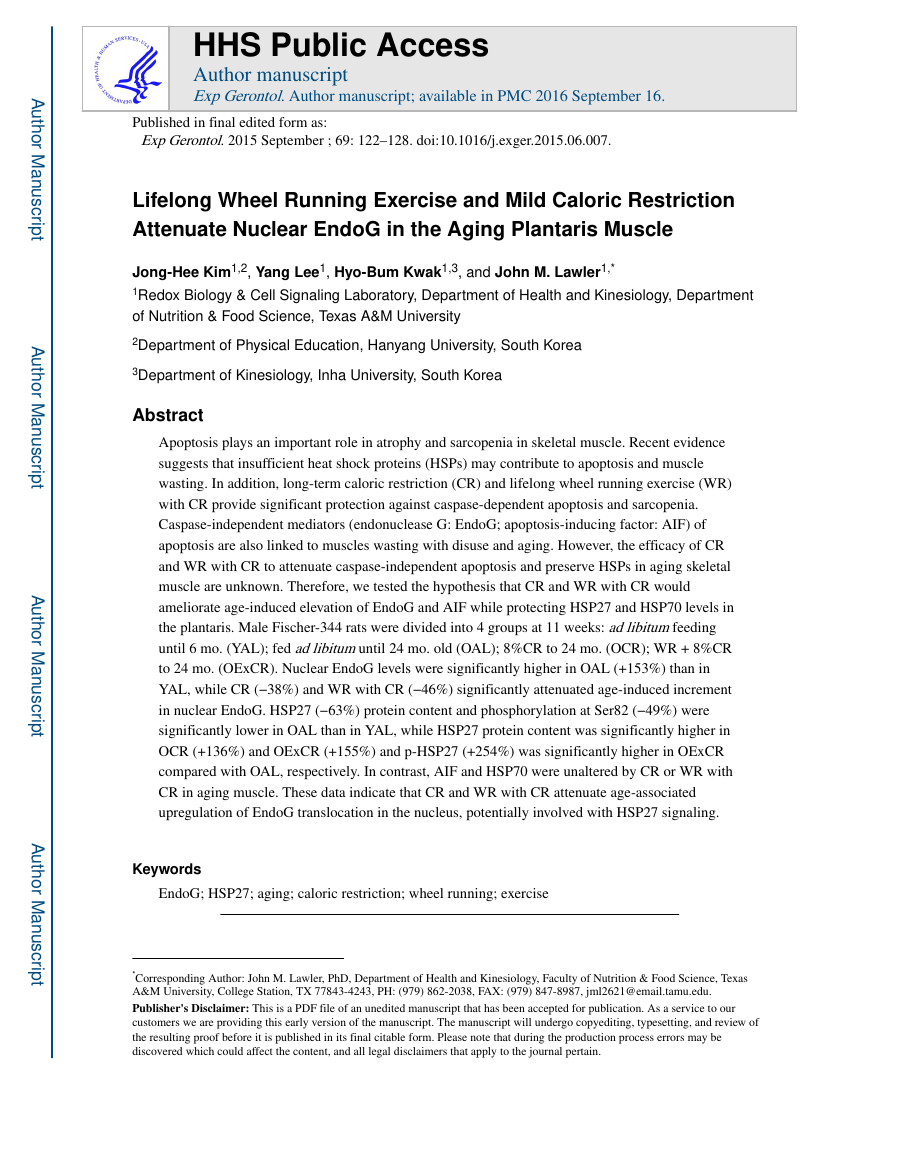 HHS Public Access
Author manuscript
Exp Gerontol. Author manuscript; available in PMC 2016 September 16.
Published in final edited form as:
Exp Gerontol. 2015 September ; 69: 122–128. doi:10.1016/j.exger.2015.06.007.
Lifelong Wheel Running Exercise and Mild Caloric Restriction
Attenuate Nuclear EndoG in the Aging Plantaris Muscle
Jong-Hee Kim1,2, Yang Lee1, Hyo-Bum Kwak1,3, and John M. Lawler1,*
1Redox Biology & Cell Signaling Laboratory, Department of Health and Kinesiology, Department
of Nutrition & Food Science, Texas A&M University
2Department of Physical Education, Hanyang University, South Korea
3Department of Kinesiology, Inha University, South Korea
Abstract
Apoptosis plays an important role in atrophy and sarcopenia in skeletal muscle. Recent evidence
suggests that insufficient heat shock proteins (HSPs) may contribute to apoptosis and muscle
wasting. In addition, long-term caloric restriction (CR) and lifelong wheel running exercise (WR)
with CR provide significant protection against caspase-dependent apoptosis and sarcopenia.
Caspase-independent mediators (endonuclease G: EndoG; apoptosis-inducing factor: AIF) of
apoptosis are also linked to muscles wasting with disuse and aging. However, the efficacy of CR
and WR with CR to attenuate caspase-independent apoptosis and preserve HSPs in aging skeletal
muscle are unknown. Therefore, we tested the hypothesis that CR and WR with CR would
ameliorate age-induced elevation of EndoG and AIF while protecting HSP27 and HSP70 levels in
the plantaris. Male Fischer-344 rats were divided into 4 groups at 11 weeks: ad libitum feeding
until 6 mo. (YAL); fed ad libitum until 24 mo. old (OAL); 8%CR to 24 mo. (OCR); WR + 8%CR
to 24 mo. (OExCR). Nuclear EndoG levels were significantly higher in OAL (+153%) than in
YAL, while CR (−38%) and WR with CR (−46%) significantly attenuated age-induced increment
in nuclear EndoG. HSP27 (−63%) protein content and phosphorylation at Ser82 (−49%) were
significantly lower in OAL than in YAL, while HSP27 protein content was significantly higher in
OCR (+136%) and OExCR (+155%) and p-HSP27 (+254%) was significantly higher in OExCR
compared with OAL, respectively. In contrast, AIF and HSP70 were unaltered by CR or WR with
CR in aging muscle. These data indicate that CR and WR with CR attenuate age-associated
upregulation of EndoG translocation in the nucleus, potentially involved with HSP27 signaling.
Keywords
EndoG; HSP27; aging; caloric restriction; wheel running; exercise
*Corresponding Author: John M. Lawler, PhD, Department of Health and Kinesiology, Faculty of Nutrition & Food Science, Texas
A&M University, College Station, TX 77843-4243, PH: (979) 862-2038, FAX: (979) 847-8987, jml2621@email.tamu.edu.
Publisher's Disclaimer: This is a PDF file of an unedited manuscript that has been accepted for publication. As a service to our
customers we are providing this early version of the manuscript. The manuscript will undergo copyediting, typesetting, and review of
the resulting proof before it is published in its final citable form. Please note that during the production process errors may be
discovered which could affect the content, and all legal disclaimers that apply to the journal pertain.
Author Manuscript
Author Manuscript
Author Manuscript
Author Manuscript
DEPARTMENT OF HEALTH & HUMAN SERVICES·USA